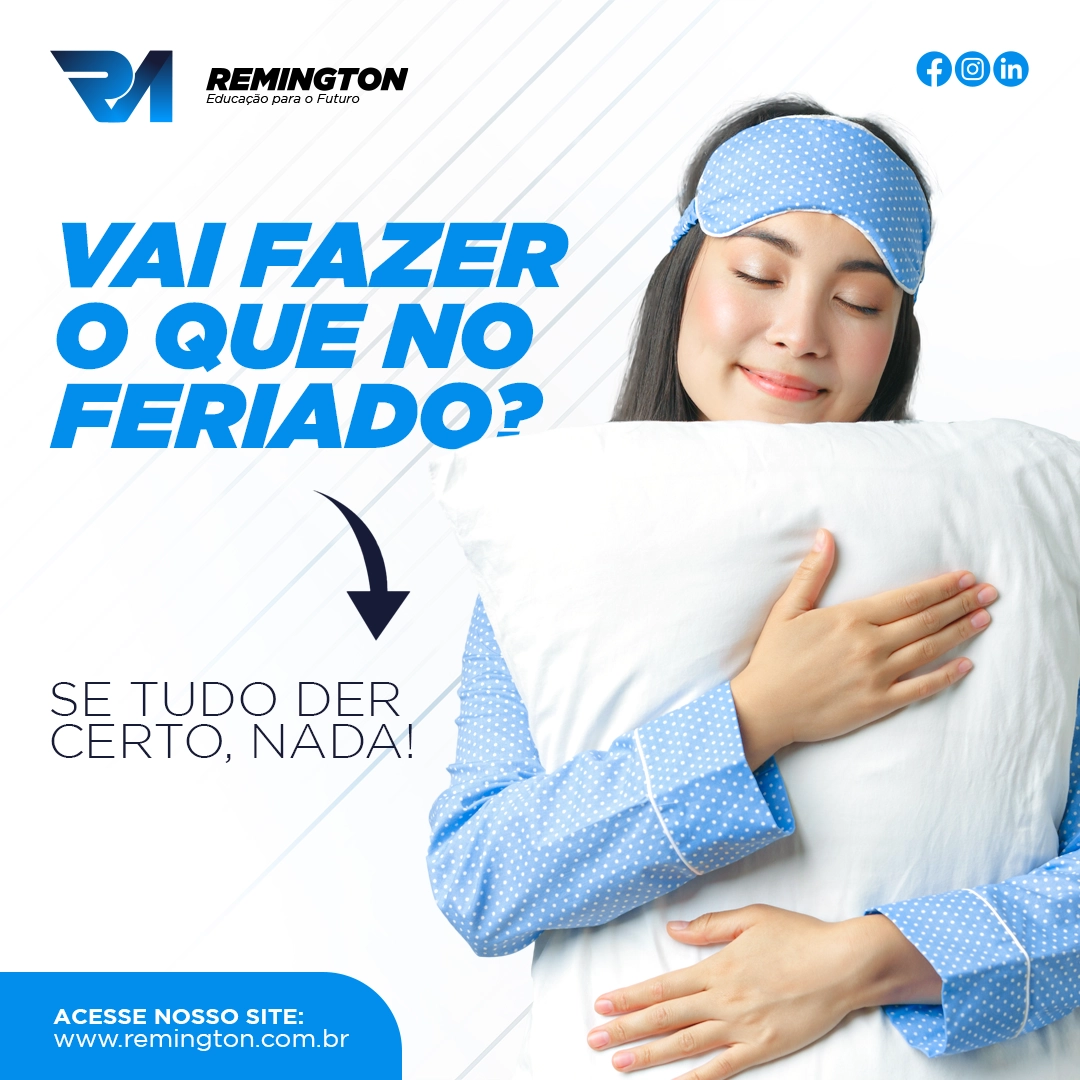 REMINGTON
Educação para o Futuro
VAI FAZER
O QUE NO
FERIADO?
SE TUDO DER
CERTO, NADA!
ACESSE NOSSO SITE:
www.remington.com.br